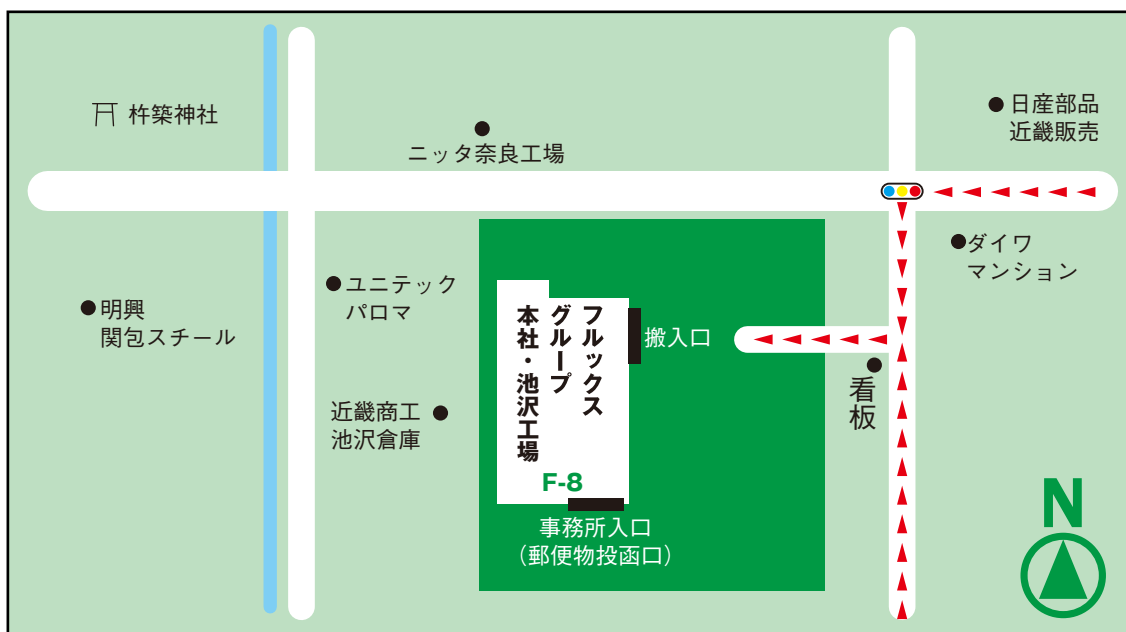 杵築神社
ニッタ奈良工場
日産部品
近畿販売
ダイワ
マンション
ユニテック
パロマ
明興
関包スチール
フルックス
グループ
本社・池沢工場
搬入口
看板
近畿商工
池沢倉庫
F-8
事務所入口
（郵便物投函口）
N